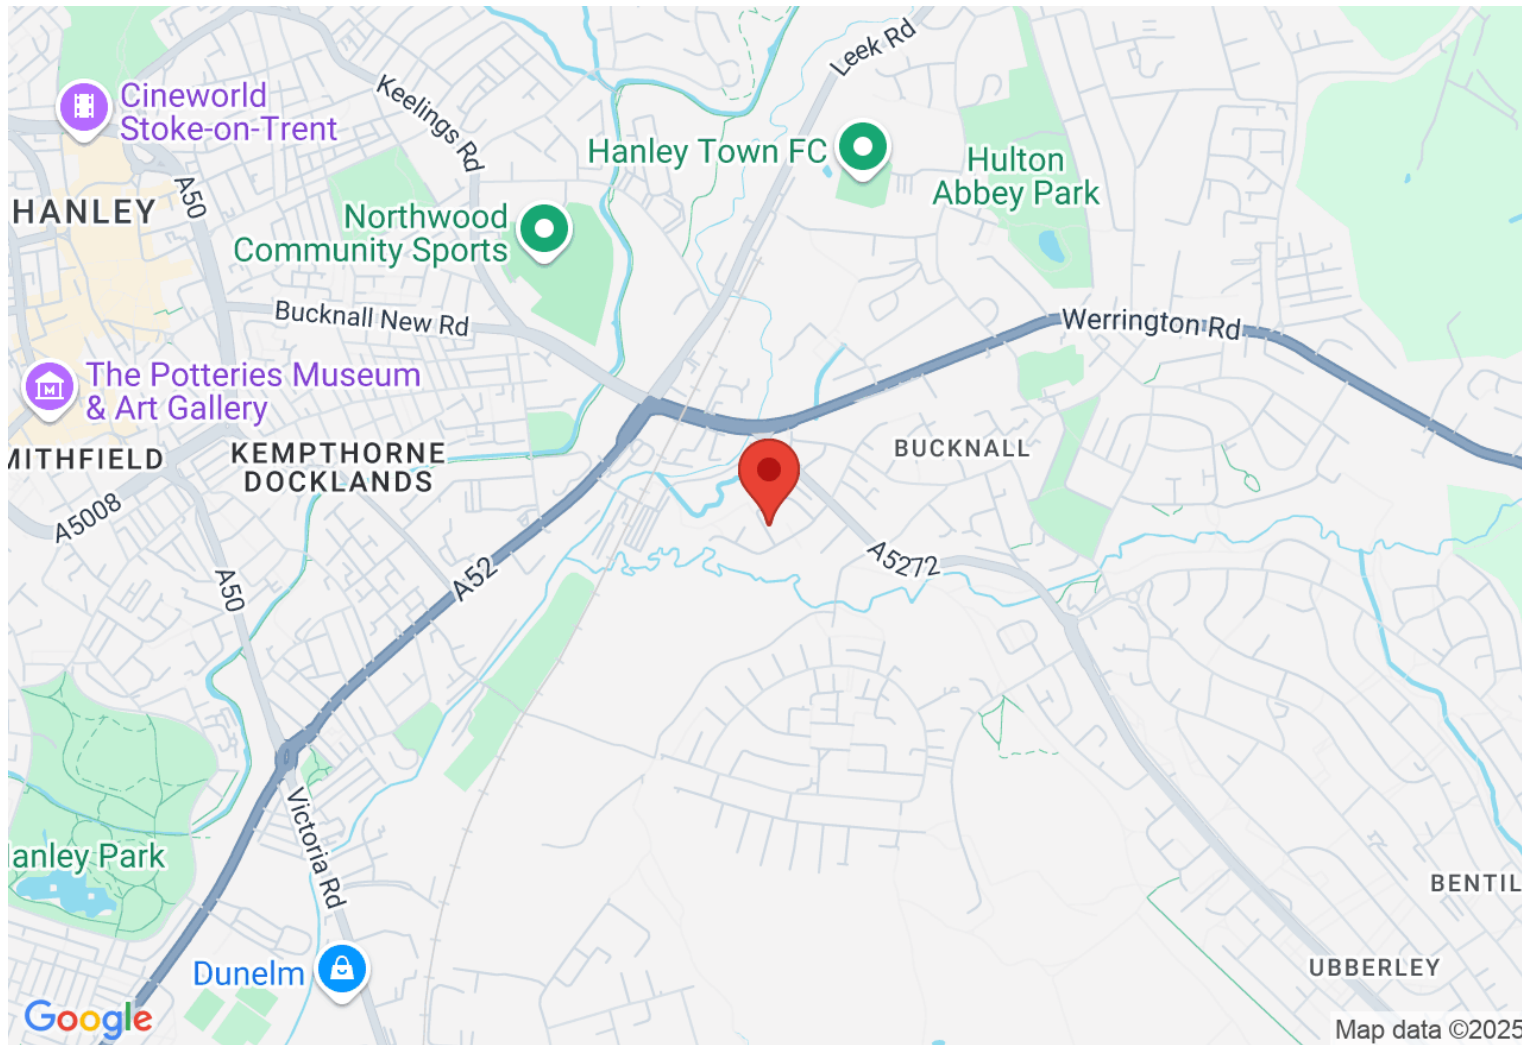 Leek Rd
Cineworld
Stoke-on-Trent
Keelings Rd
Hanley Town FC
Hulton
Abbey Park
A50
HANLEY
Northwood
Community Sports
Bucknall New Rd
Werrington Rd
The Potteries Museum
& Art Gallery
M
BUCKNALL
MITHFIELD
KEMPTHORNE
DOCKLANDS
A5008
A52
A5272
A50
Victoria Rd
lanley Park
BENTIL
UBBERLEY
Dunelm
Google
Map data ©2025